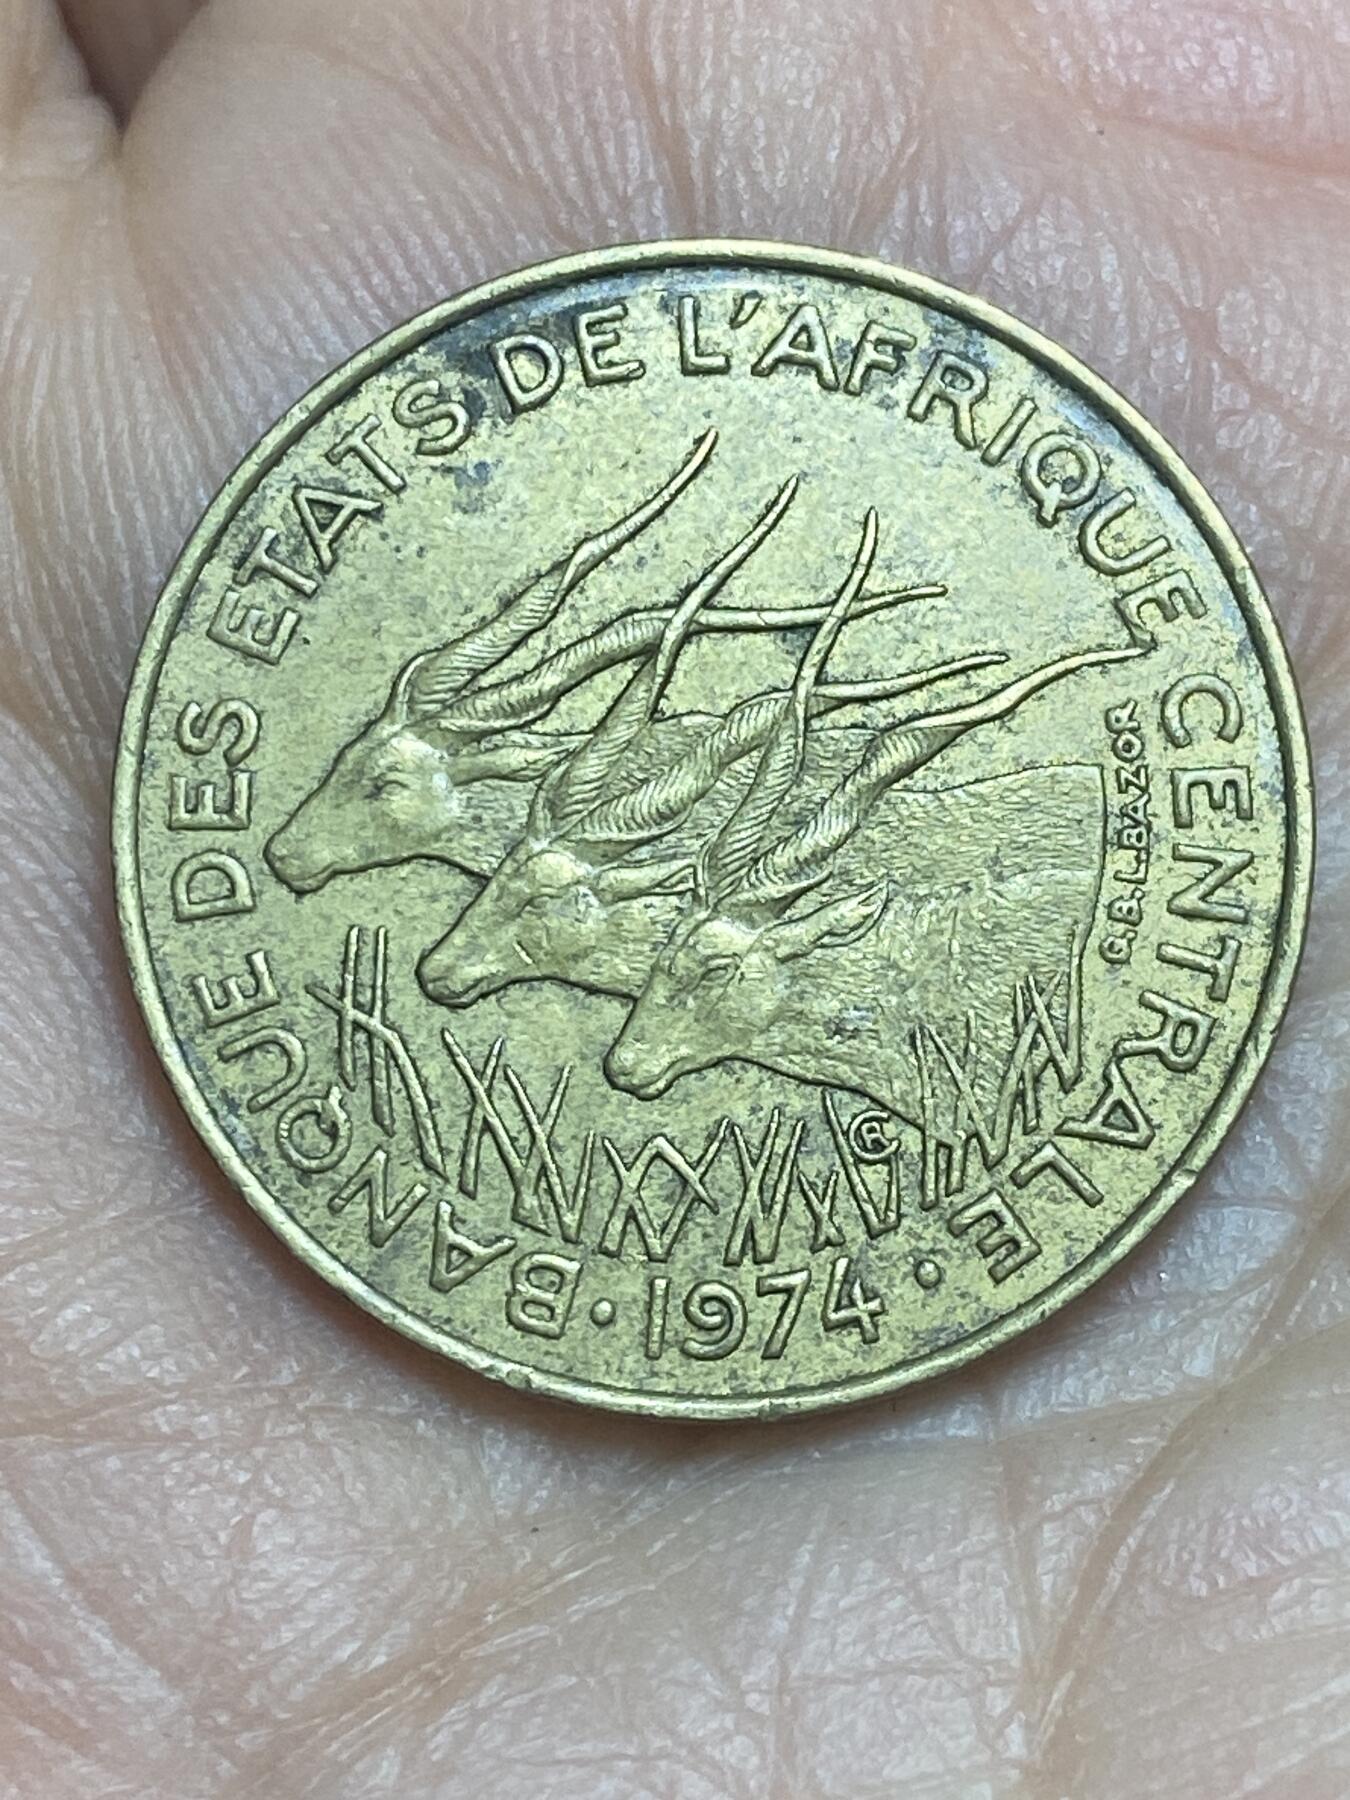 BANQUE DES ETATS DE L'AFRIQUE CENTRALE
G.B.L.BAZOR
· 1974 ·